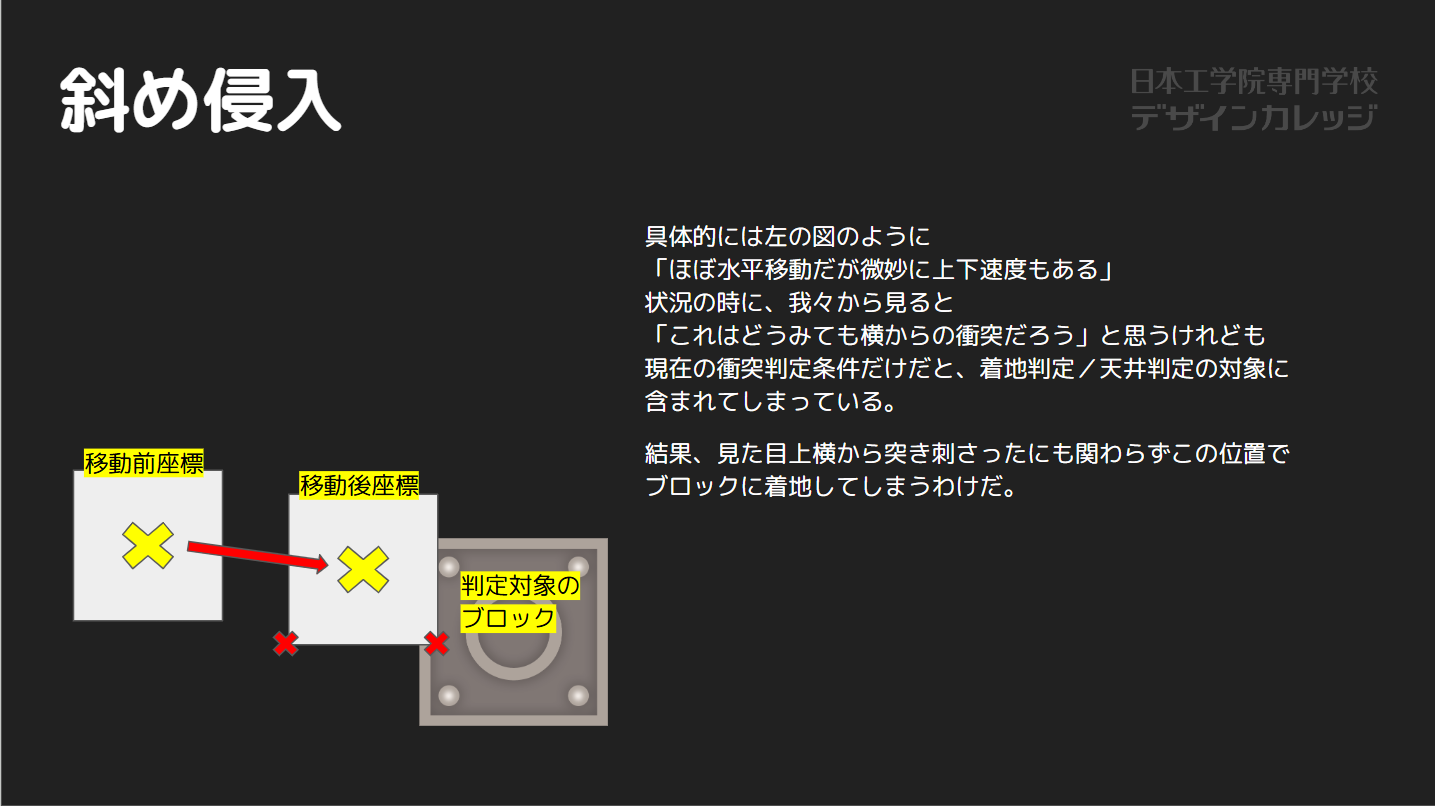 斜め侵入
日本工学院専門学校
デザインカレッジ
具体的には左の図のように
「ほぼ水平移動だが微妙に上下速度もある」
状況の時に、我々から見ると
「これはどうみても横からの衝突だろう」と思うけれども
現在の衝突判定条件だけだと、着地判定／天井判定の対象に
含まれてしまっている。
結果、見た目上横から突き刺さったにも関わらずこの位置で
ブロックに着地してしまうわけだ。
移動前座標
移動後座標
判定対象の
ブロック